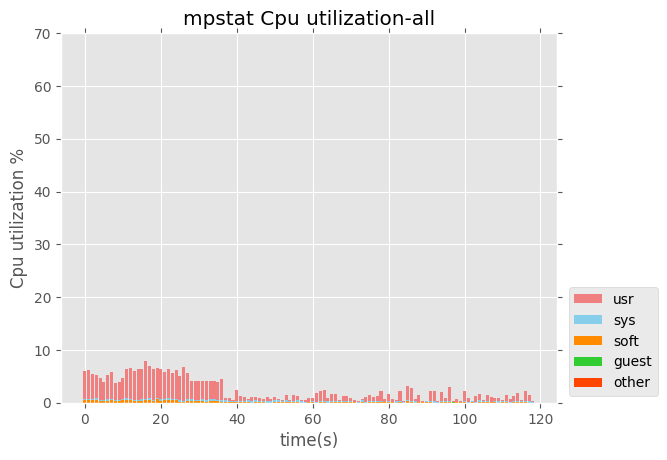 mpstat Cpu utilization-all
70
60
50
40
30
20
10
0
Cpu utilization %
0 20 40 60 80 100 120
time(s)
usr
sys
soft
guest
other